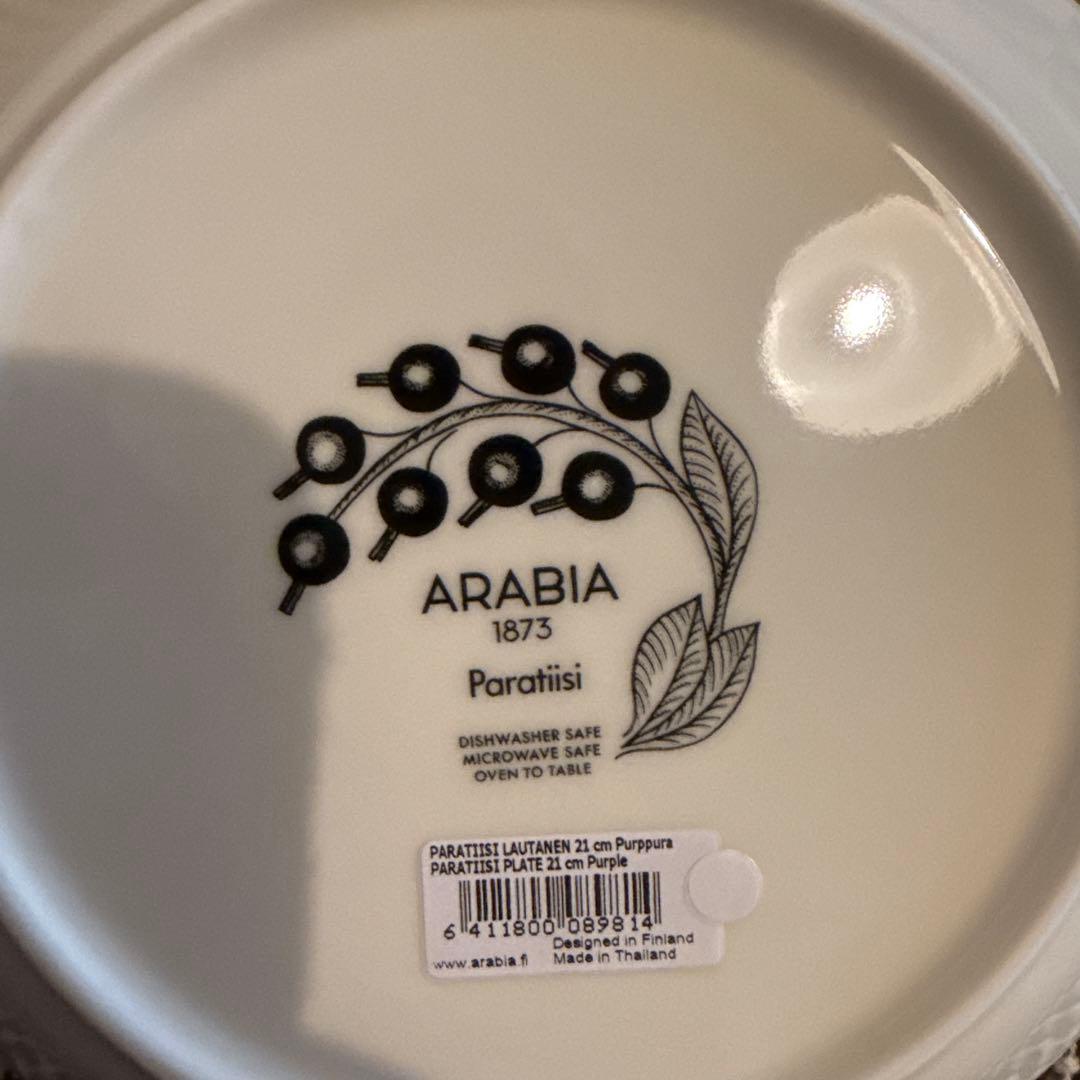 ARABIA
1873
Paratiisi
DISHWASHER SAFE
MICROWAVE SAFE
OVEN TO TABLE
PARATIISI LAUTANEN 21 cm Purppura
PARATIISI PLATE 21 cm Purple
6 411800 089814
Designed in Finland
www.arabia.fi Made in Thailand